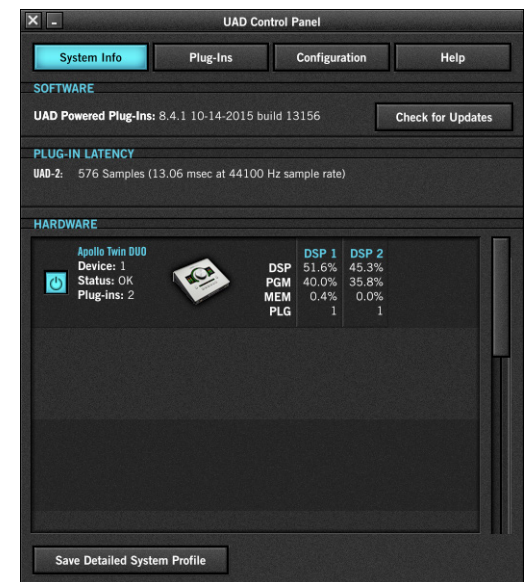 UAD Control Panel
System Info
Plug-Ins
Configuration
Help
SOFTWARE
UAD Powered Plug-Ins: 8.4.1 10-14-2015 build 13156
Check for Updates
PLUG-IN LATENCY
UAD-2: 576 Samples (13.06 msec at 44100 Hz sample rate)
HARDWARE
Apollo Twin DUO
Device: 1
Status: OK
Plug-ins: 2
DSP 1 DSP 2
DSP 51.6% 45.3%
PGM 40.0% 35.8%
MEM 0.4% 0.0%
PLG 1 1
Save Detailed System Profile